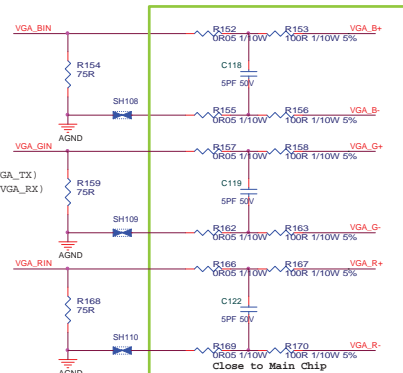 R152 R153
VGA_BIN VGA_B+
0R05 1/10W 100R 1/10W 5%
R154
75R
C118
5PF 50V
SH108
R155 R156
VGA_B-
0R05 1/10W 100R 1/10W 5%
AGND
R157 R158
VGA_GIN VGA_G+
0R05 1/10W 100R 1/10W 5%
GA_TX)
VGA_RX)
R159
75R
C119
5PF 50V
SH109
R162 R163
VGA_G-
0R05 1/10W 100R 1/10W 5%
AGND
R166 R167
VGA_RIN VGA_R+
0R05 1/10W 100R 1/10W 5%
R168
75R
C122
5PF 50V
SH110
R169 R170
VGA_R-
0R05 1/10W 100R 1/10W 5%
Close to Main Chip
AGND